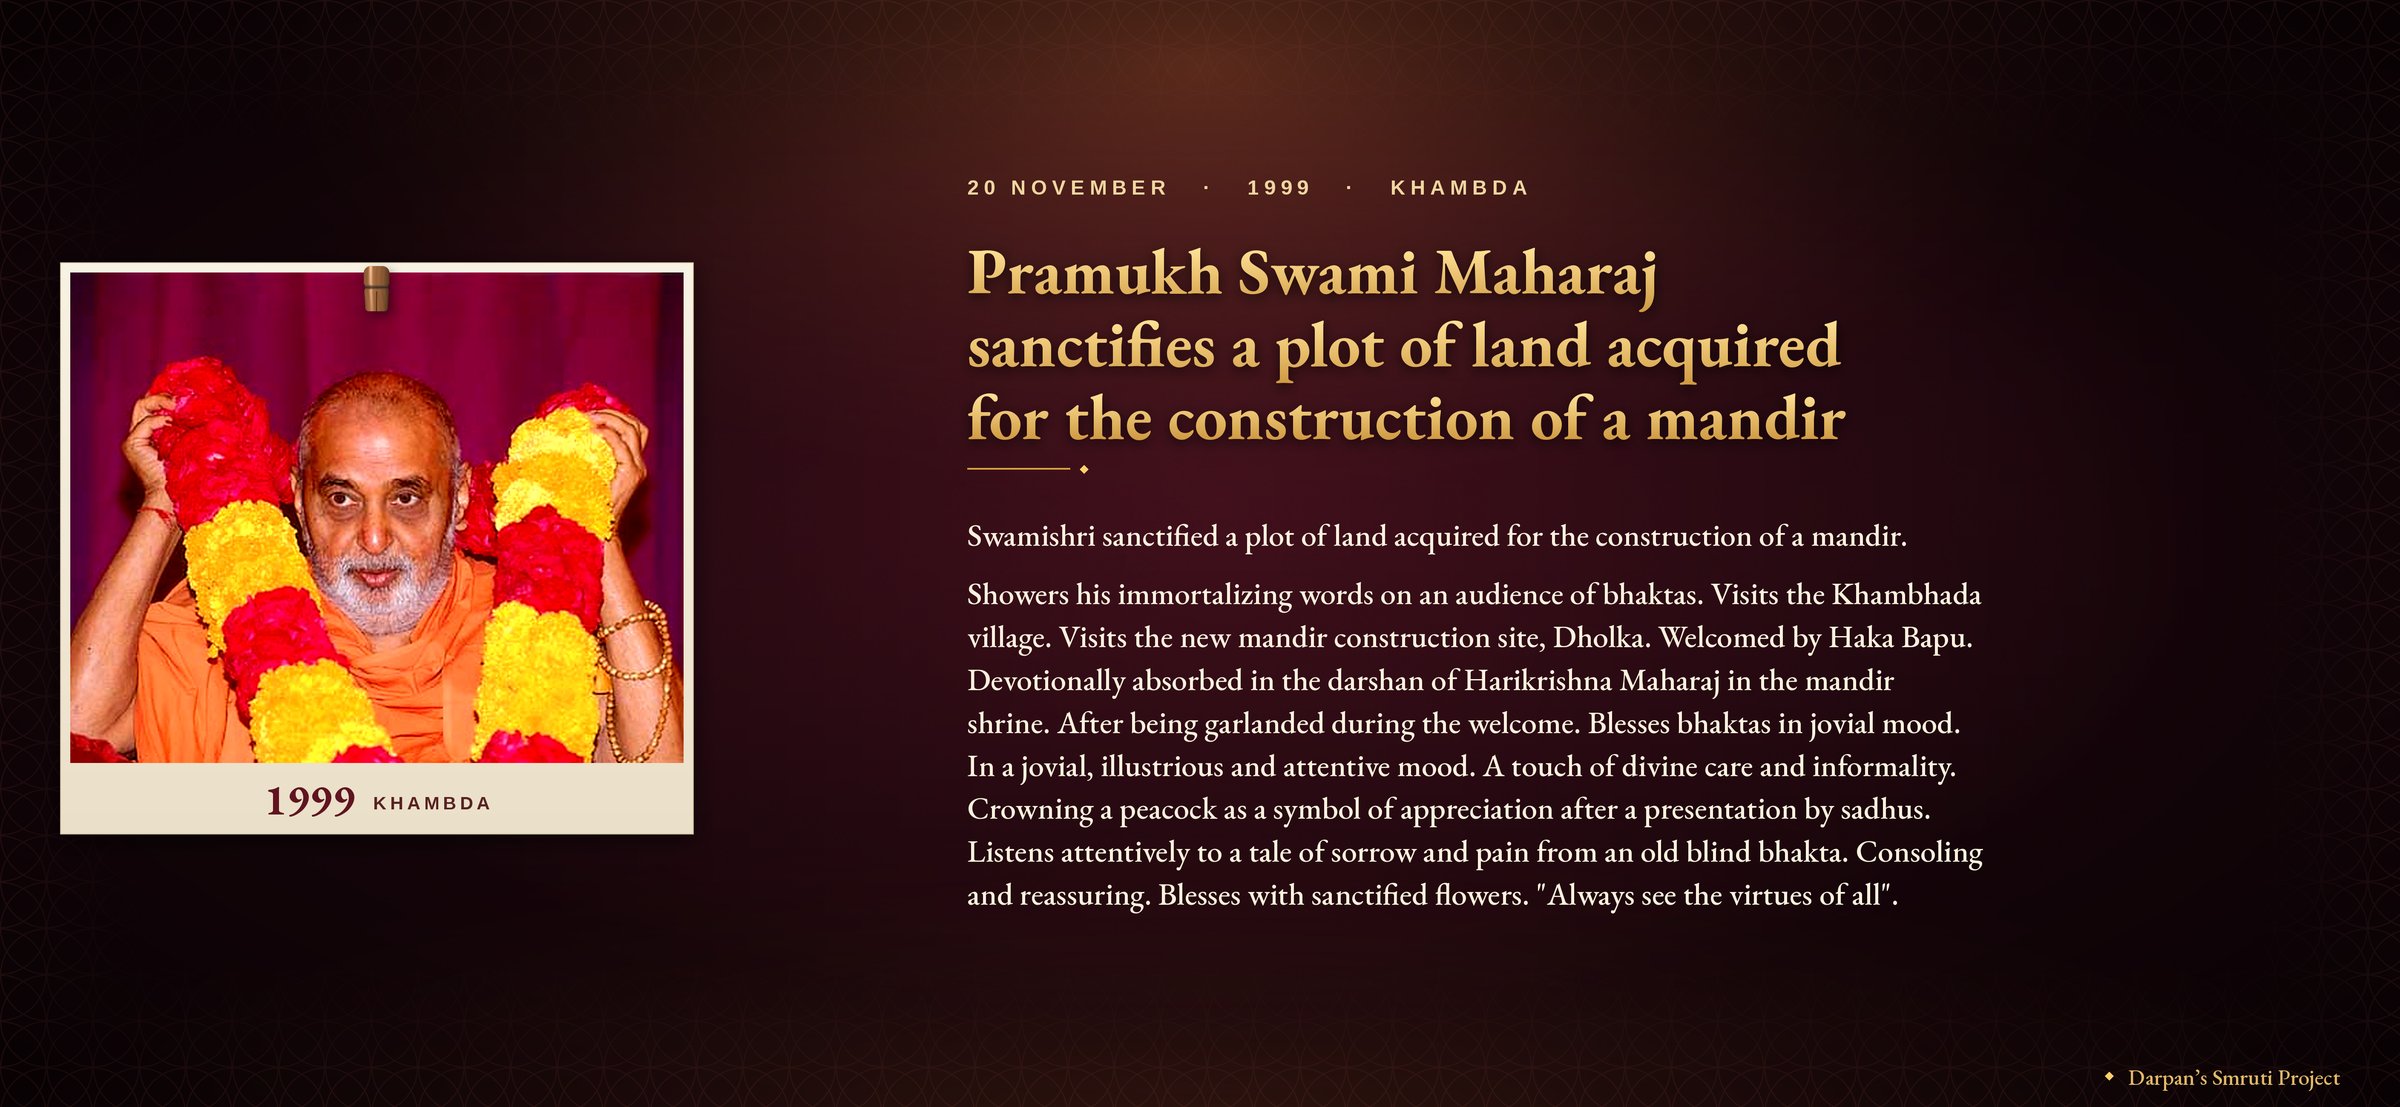 20 NOVEMBER · 1999 · KHAMBDA
Pramukh Swami Maharaj
sanctifies a plot of land acquired
for the construction of a mandir
Swamishri sanctified a plot of land acquired for the construction of a mandir.
Showers his immortalizing words on an audience of bhaktas. Visits the Khambhada
village. Visits the new mandir construction site, Dholka. Welcomed by Haka Bapu.
Devotionally absorbed in the darshan of Harikrishna Maharaj in the mandir
shrine. After being garlanded during the welcome. Blesses bhaktas in jovial mood.
In a jovial, illustrious and attentive mood. A touch of divine care and informality.
Crowning a peacock as a symbol of appreciation after a presentation by sadhus.
Listens attentively to a tale of sorrow and pain from an old blind bhakta. Consoling
and reassuring. Blesses with sanctified flowers. "Always see the virtues of all".
1999 KHAMBDA
Darpan’s Smruti Project